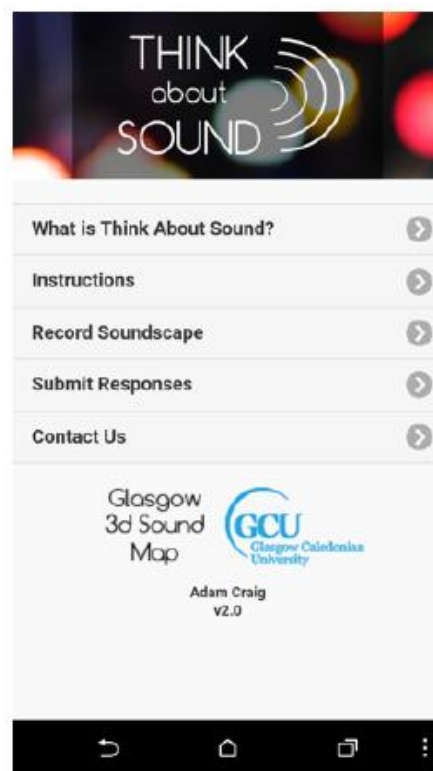 THINK
about
SOUND
What is Think About Sound?
Instructions
Record Soundscape
Submit Responses
Contact Us
Glasgow
3d Sound
Map
GCU
Glasgow Caledonian
University
Adam Craig
v2.0